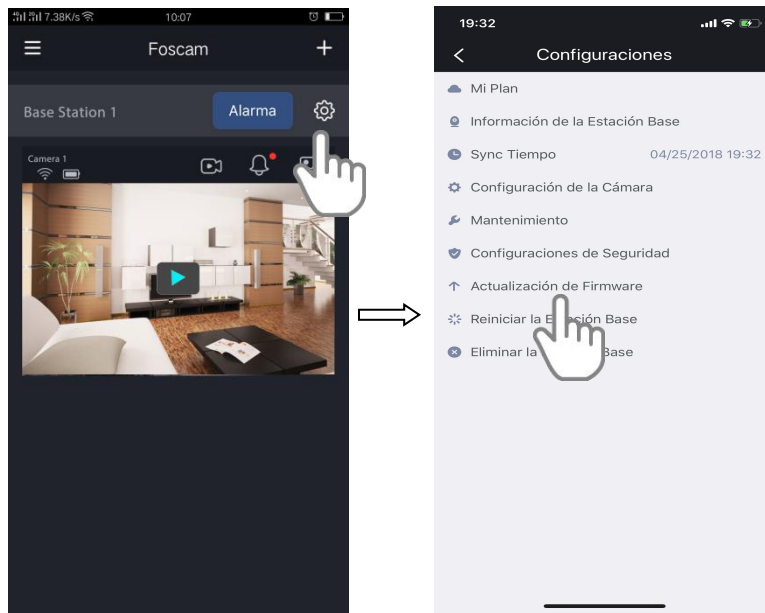 7.38K/s
10:07
Foscam
Base Station 1
Alarma
Camera 1
19:32
Configuraciones
Mi Plan
Información de la Estación Base
Sync Tiempo 04/25/2018 19:32
Configuración de la Cámara
Mantenimiento
Configuraciones de Seguridad
Actualización de Firmware
Reiniciar la Estación Base
Eliminar la Base